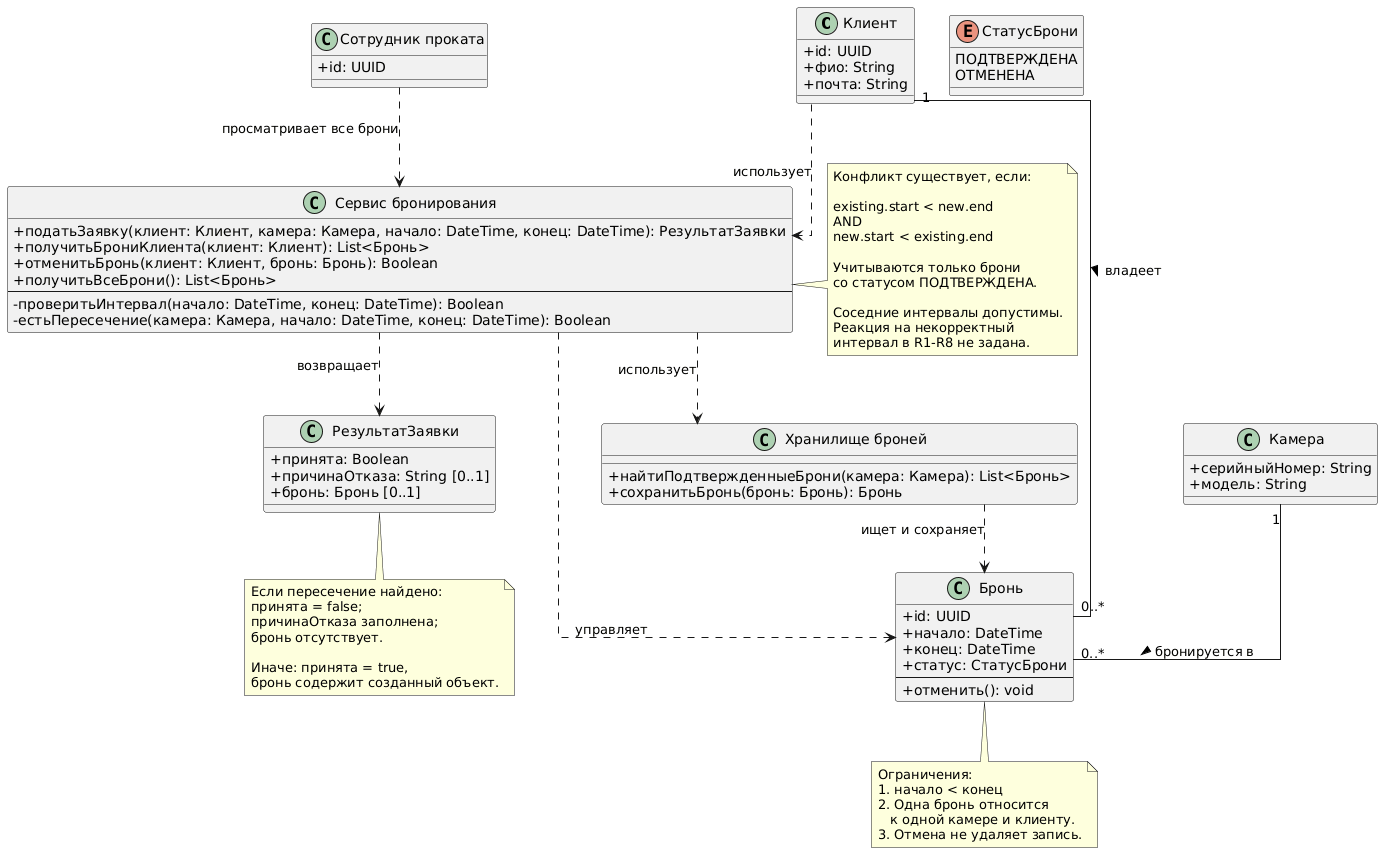 C Сотрудник проката
+id: UUID
C Клиент
+id: UUID
+фио: String
+почта: String
E СтатусБрони
ПОДТВЕРЖДЕНА
ОТМЕНЕНА
1
просматривает все брони
использует
Конфликт существует, если:
existing.start < new.end
AND
new.start < existing.end
Учитываются только брони
со статусом ПОДТВЕРЖДЕНА.
Соседние интервалы допустимы.
Реакция на некорректный
интервал в R1-R8 не задана.
владеет
C Сервис бронирования
+податьЗаявку(клиент: Клиент, камера: Камера, начало: DateTime, конец: DateTime): РезультатЗаявки
+получитьБрониКлиента(клиент: Клиент): List<Бронь>
+отменитьБронь(клиент: Клиент, бронь: Бронь): Boolean
+получитьВсеБрони(): List<Бронь>
-проверитьИнтервал(начало: DateTime, конец: DateTime): Boolean
-естьПересечение(камера: Камера, начало: DateTime, конец: DateTime): Boolean
возвращает
использует
C РезультатЗаявки
+принята: Boolean
+причинаОтказа: String [0..1]
+бронь: Бронь [0..1]
C Хранилище броней
+найтиПодтвержденныеБрони(камера: Камера): List<Бронь>
+сохранитьБронь(бронь: Бронь): Бронь
C Камера
+серийныйНомер: String
+модель: String
1
ищет и сохраняет
Если пересечение найдено:
принята = false;
причинаОтказа заполнена;
бронь отсутствует.
Иначе: принята = true,
бронь содержит созданный объект.
управляет
C Бронь
+id: UUID
+начало: DateTime
+конец: DateTime
+статус: СтатусБрони
+отменить(): void
0..*
0..*
бронируется в
Ограничения:
1. начало < конец
2. Одна бронь относится
к одной камере и клиенту.
3. Отмена не удаляет запись.